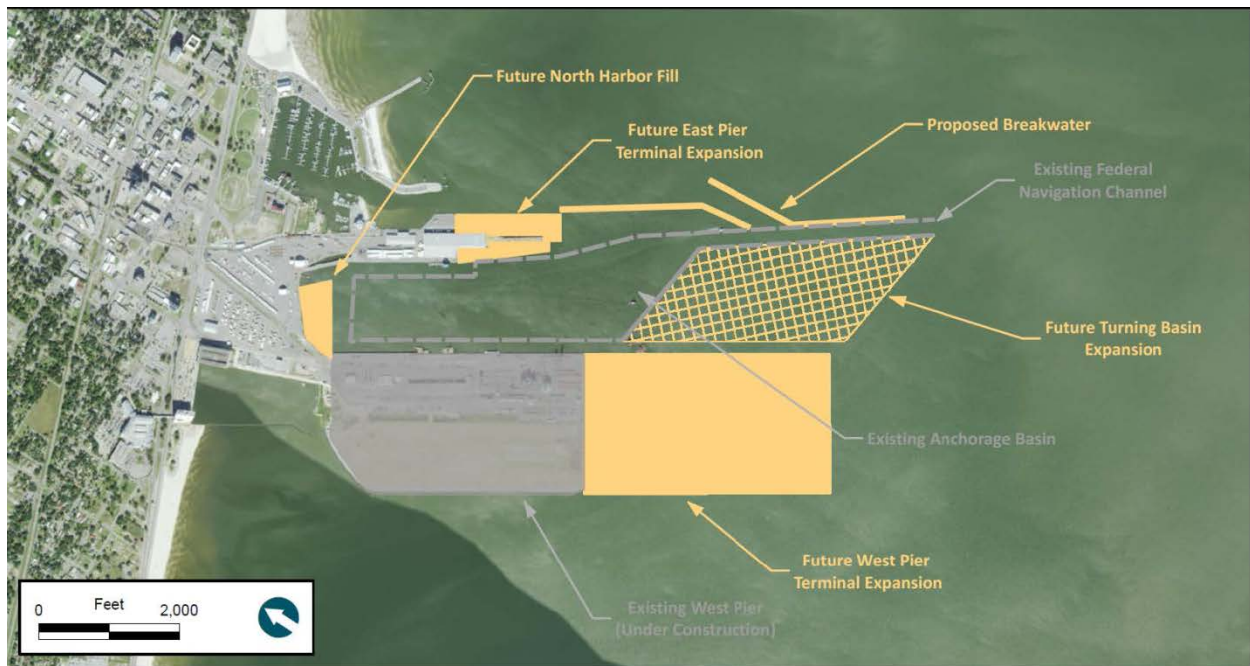 Future North Harbor Fill
Future East Pier
Terminal Expansion
Proposed Breakwater
Existing Federal
Navigation Channel
Future Turning Basin
Expansion
Existing Anchorage Basin
Future West Pier
Terminal Expansion
Existing West Pier
(Under Construction)
0 Feet 2,000